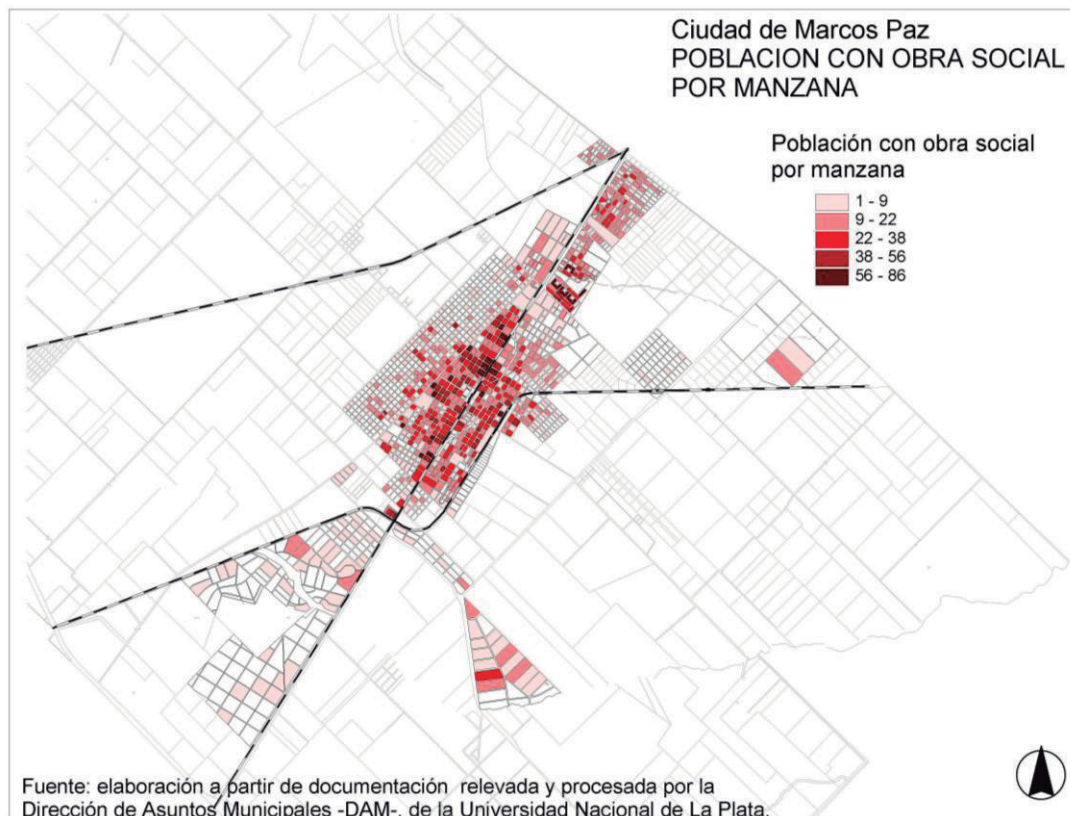 Ciudad de Marcos Paz
POBLACION CON OBRA SOCIAL
POR MANZANA
Población con obra social
por manzana
1 - 9
9 - 22
22 - 38
38 - 56
56 - 86
Fuente: elaboración a partir de documentación relevada y procesada por la
Dirección de Asuntos Municipales -DAM-, de la Universidad Nacional de La Plata.